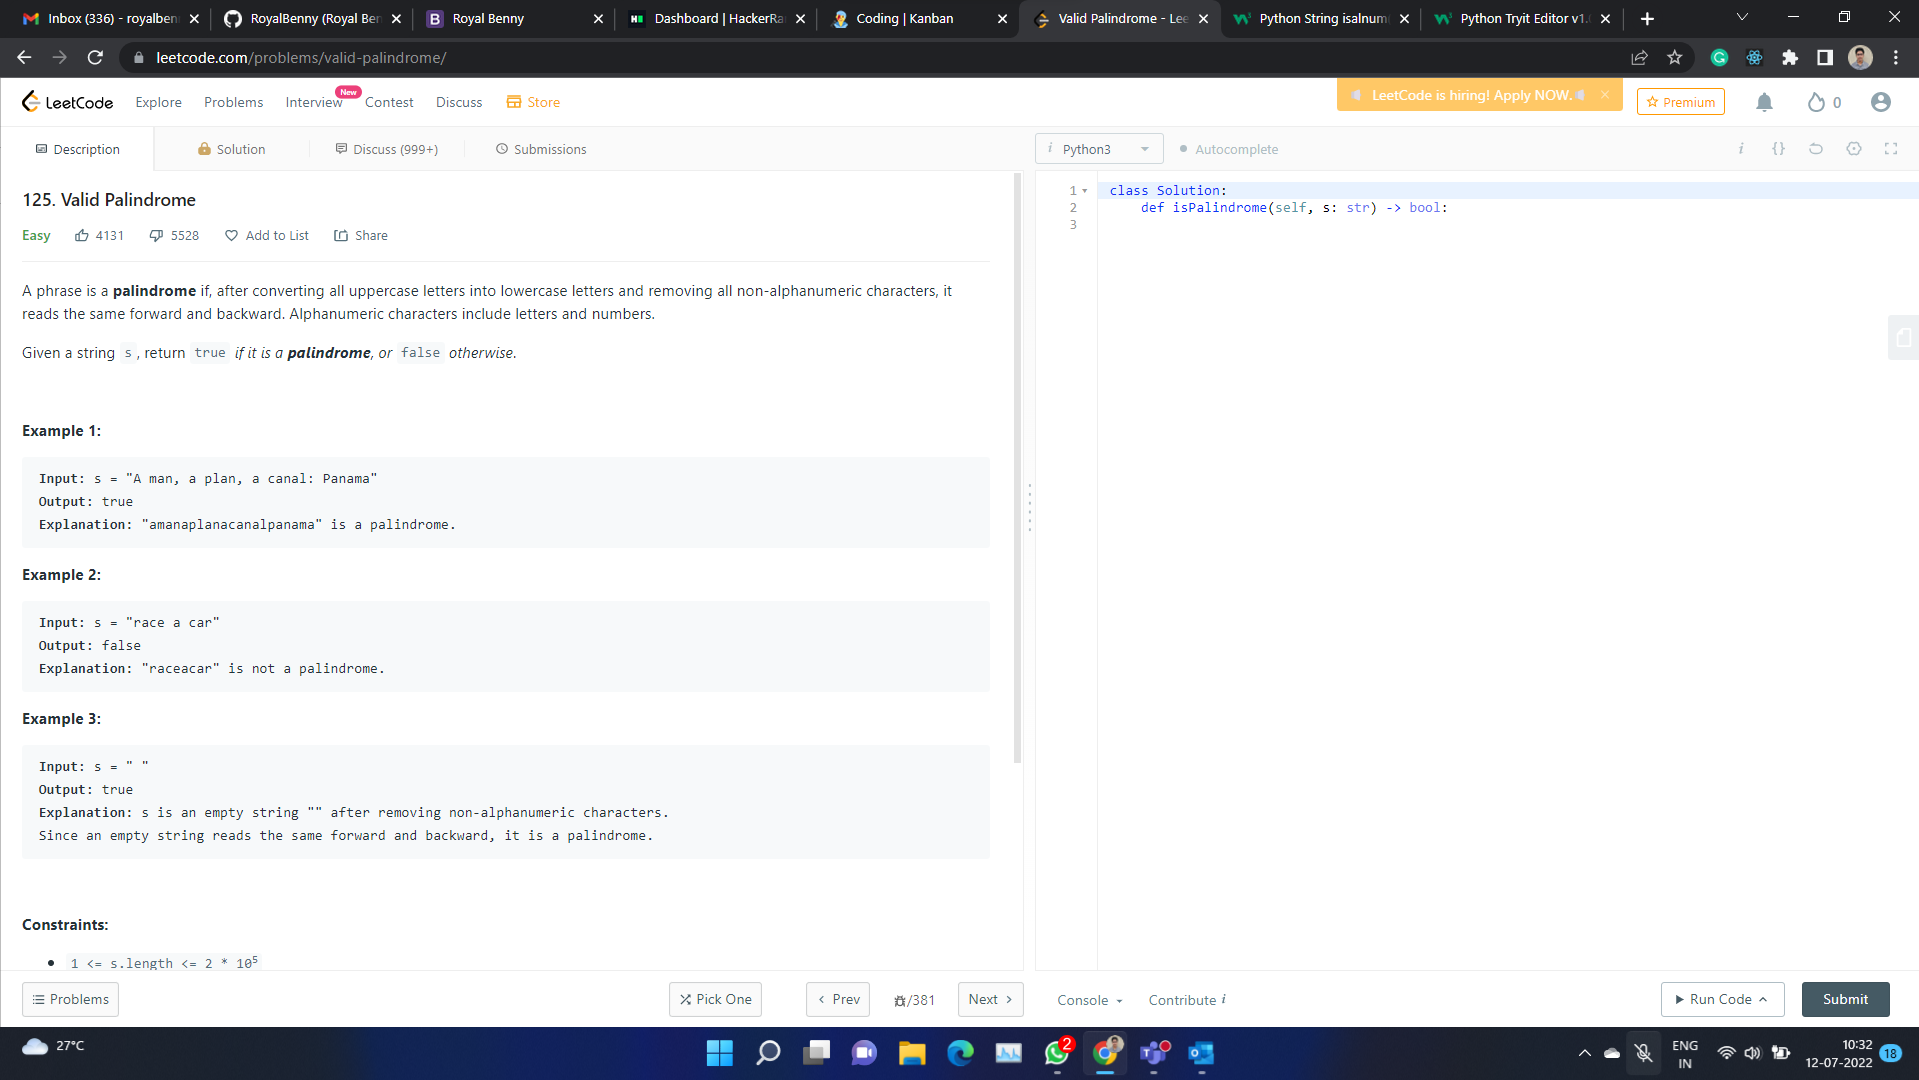 Inbox (336) - royalben
RoyalBenny (Royal Ben
Royal Benny
Dashboard | HackerRa
Coding | Kanban
Valid Palindrome - Lee
Python String isalnum
Python Tryit Editor v1.
leetcode.com/problems/valid-palindrome/
LeetCode
Explore
Problems
Interview
New
Contest
Discuss
Store
LeetCode is hiring! Apply NOW.
Premium
0
Description
Solution
Discuss (999+)
Submissions
i Python3
Autocomplete
i
{}
125. Valid Palindrome
Easy
4131
5528
Add to List
Share
A phrase is a palindrome if, after converting all uppercase letters into lowercase letters and removing all non-alphanumeric characters, it
reads the same forward and backward. Alphanumeric characters include letters and numbers.
Given a string s, return true if it is a palindrome, or false otherwise.
Example 1:
Input: s = "A man, a plan, a canal: Panama"
Output: true
Explanation: "amanaplanacanalpanama" is a palindrome.
Example 2:
Input: s = "race a car"
Output: false
Explanation: "raceacar" is not a palindrome.
Example 3:
Input: s = " "
Output: true
Explanation: s is an empty string "" after removing non-alphanumeric characters.
Since an empty string reads the same forward and backward, it is a palindrome.
Constraints:
1 <= s.length <= 2 * 10⁵
1 class Solution:
2 def isPalindrome(self, s: str) -> bool:
3
Problems
Pick One
Prev
/381
Next
Console
Contribute i
Run Code
Submit
27°C
2
ENG
IN
10:32
12-07-2022
18